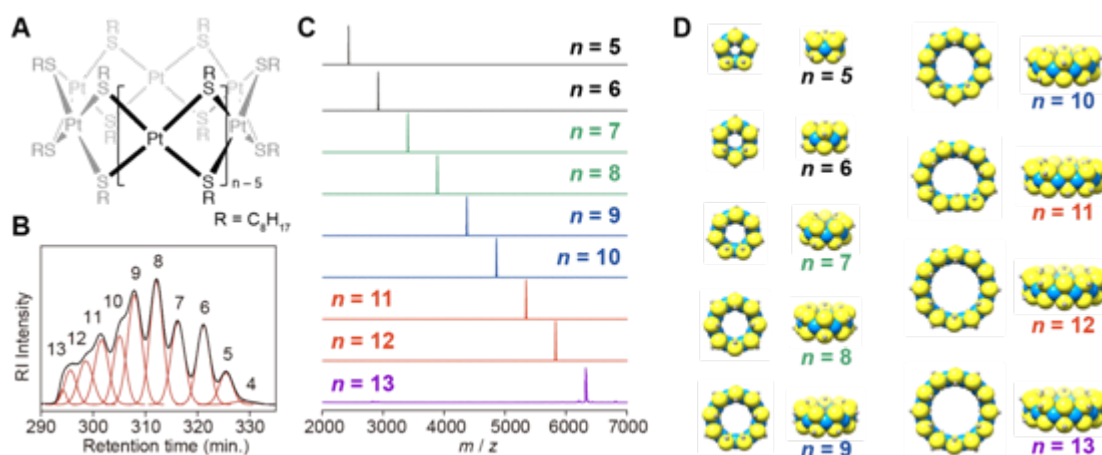 A
R
S
R
S
RS
Pt
R
S
R
S
SR
Pt
Pt
Pt
Pt
S
R
S
R
RS
SR
S
R
S
R
n – 5
R = C₈H₁₇
B
RI Intensity
13
12
11
10
9
8
7
6
5
4
290
300
310
320
330
Retention time (min.)
C
n = 5
n = 6
n = 7
n = 8
n = 9
n = 10
n = 11
n = 12
n = 13
2000
3000
4000
5000
6000
7000
m / z
D
n = 5
n = 6
n = 7
n = 8
n = 9
n = 10
n = 11
n = 12
n = 13